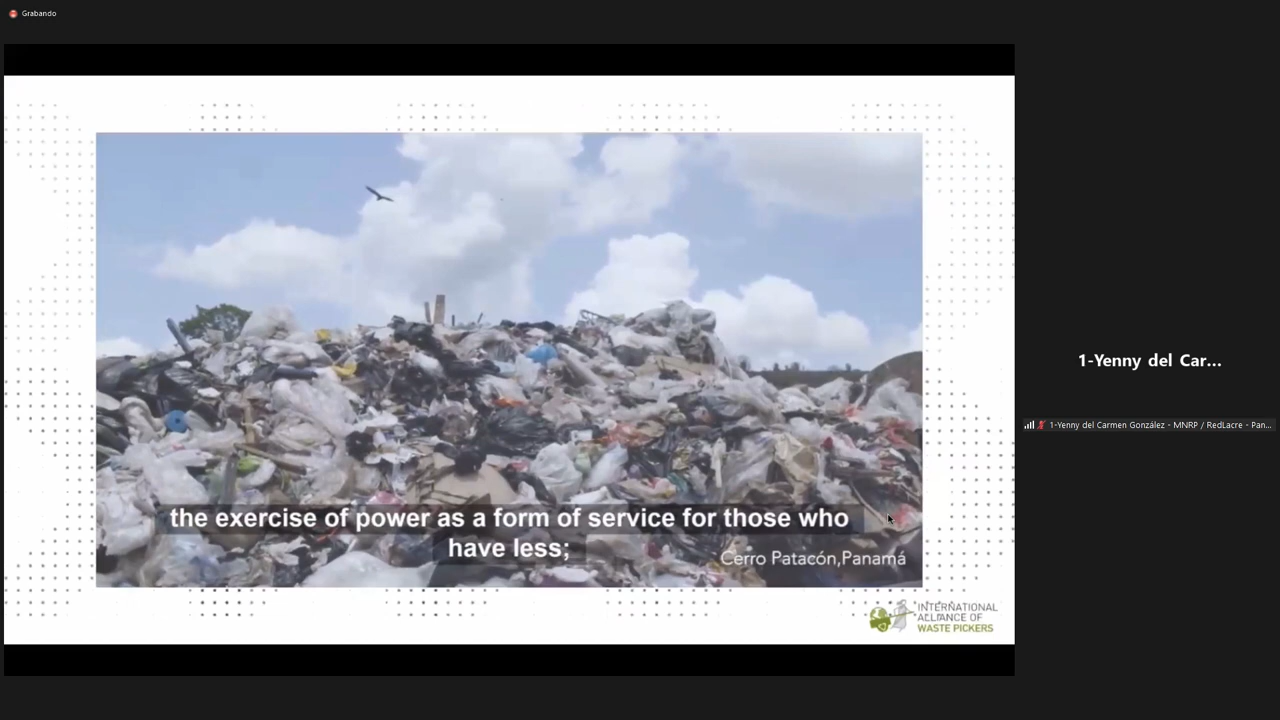 Grabando
the exercise of power as a form of service for those who
have less;
Cerro Patacón,Panamá
INTERNATIONAL
ALLIANCE OF
WASTE PICKERS
1-Yenny del Car...
1-Yenny del Carmen González - MNRP / RedLacre - Pan...